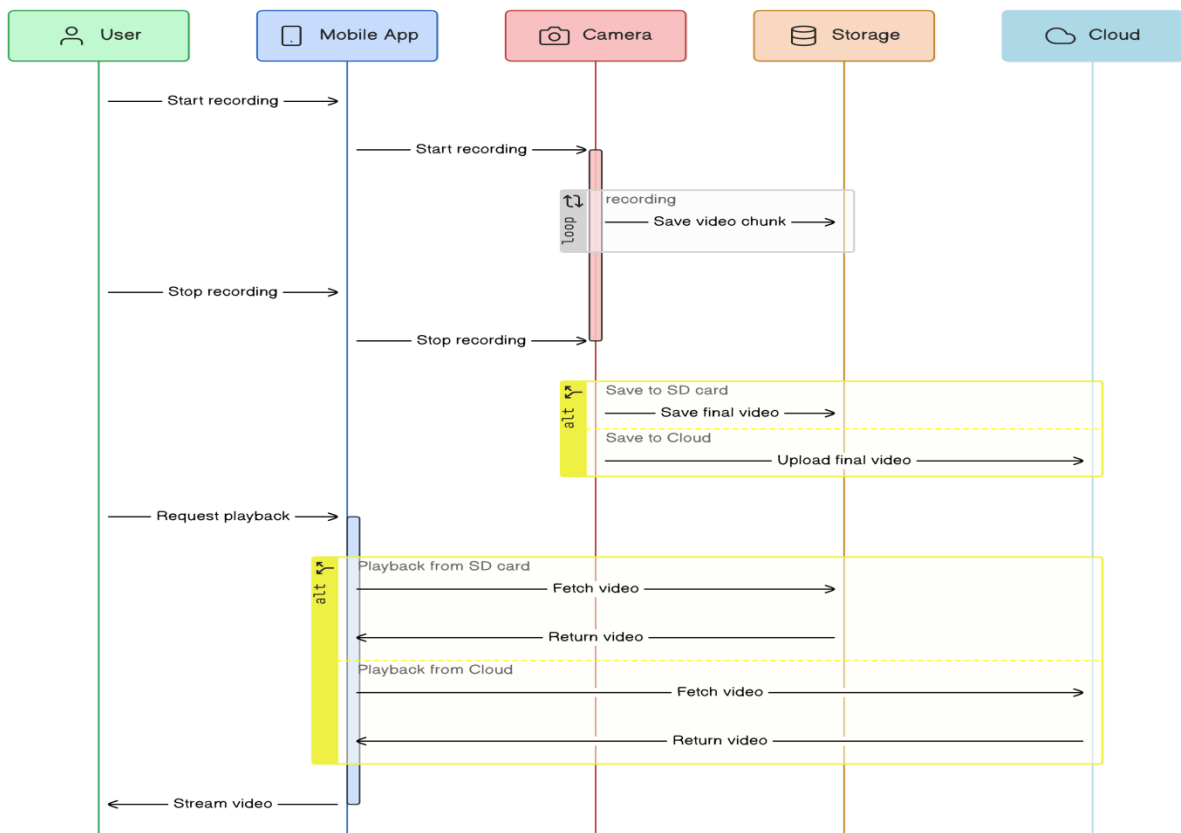 User
Mobile App
Camera
Storage
Cloud
Start recording
Start recording
loop
recording
Save video chunk
Stop recording
Stop recording
alt
Save to SD card
Save final video
Save to Cloud
Upload final video
Request playback
alt
Playback from SD card
Fetch video
Return video
Playback from Cloud
Fetch video
Return video
Stream video